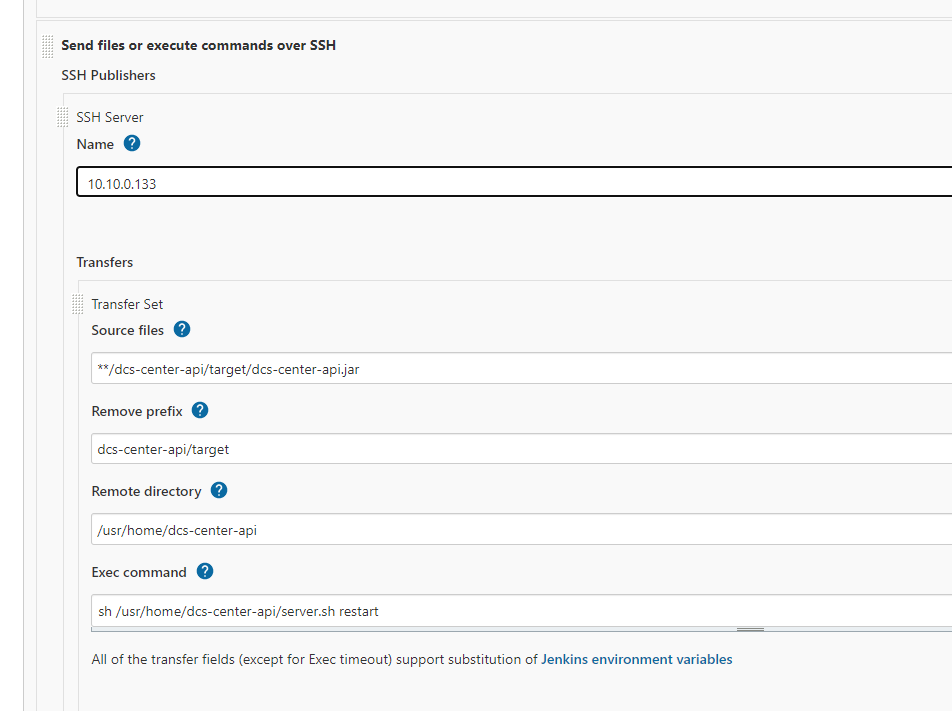 Send files or execute commands over SSH
SSH Publishers
SSH Server
Name ?
10.10.0.133
Transfers
Transfer Set
Source files ?
**/dcs-center-api/target/dcs-center-api.jar
Remove prefix ?
dcs-center-api/target
Remote directory ?
/usr/home/dcs-center-api
Exec command ?
sh /usr/home/dcs-center-api/server.sh restart
All of the transfer fields (except for Exec timeout) support substitution of Jenkins environment variables